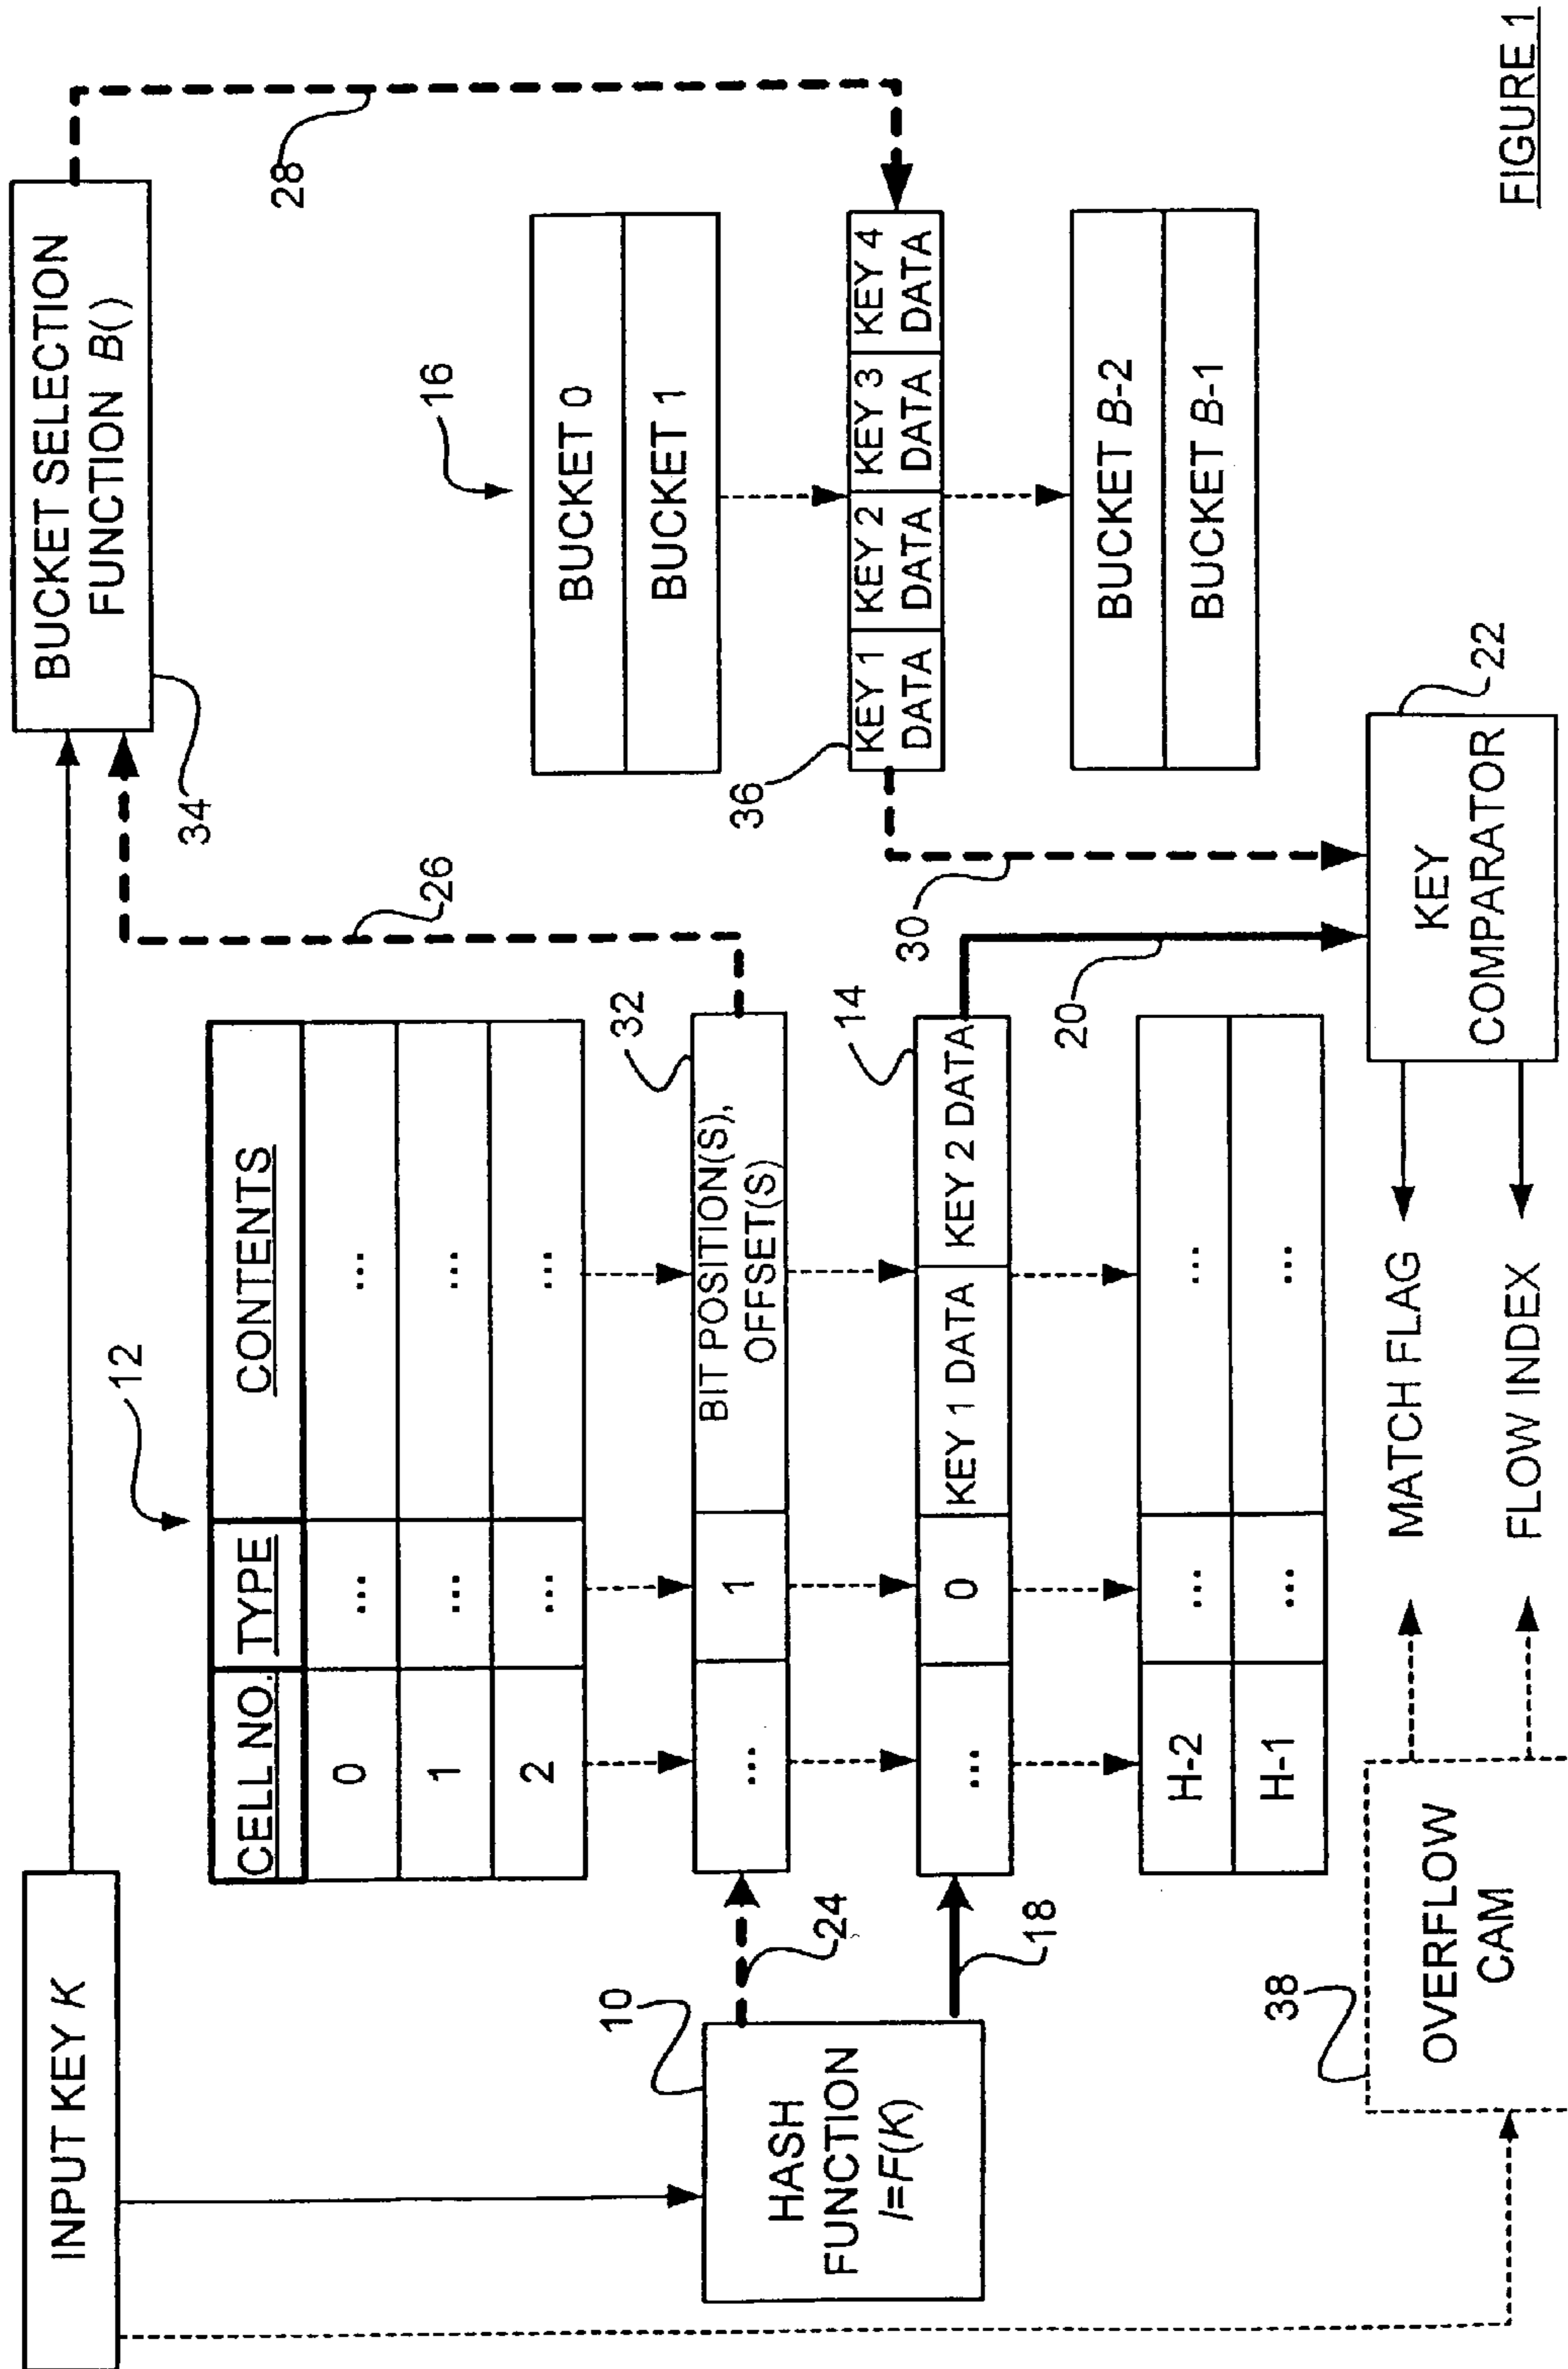 INPUT KEY K
BUCKET SELECTION
FUNCTION B()
34
12
26
28
CELL NO. TYPE CONTENTS
0 ... ...
1 ... ...
2 ... ...
16
BUCKET 0
BUCKET 1
10
HASH
FUNCTION
I=F(K)
24
18
32
... 1 BIT POSITION(S),
OFFSET(S)
14
... 0 KEY 1 DATA KEY 2 DATA
H-2 ... ...
H-1 ... ...
36
KEY 1 KEY 2 KEY 3 KEY 4
DATA DATA DATA DATA
BUCKET B-2
BUCKET B-1
30
20
22
KEY
COMPARATOR
38
OVERFLOW
CAM
MATCH FLAG
FLOW INDEX
FIGURE 1